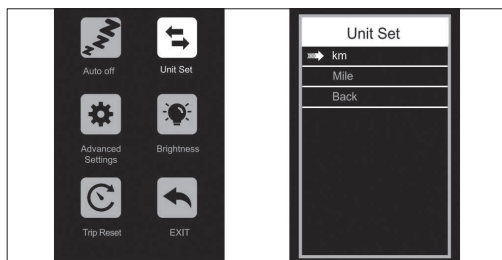 Auto off
Unit Set
Advanced
Settings
Brightness
Trip Reset
EXIT
Unit Set
km
Mile
Back